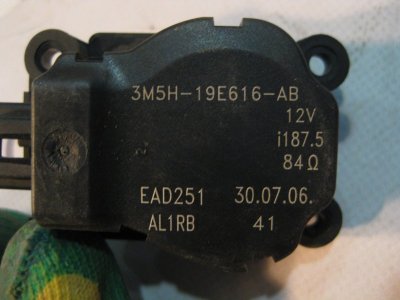 3M5H-19E616-AB
12V
i187.5
84Ω
EAD251 30.07.06.
AL1RB 41